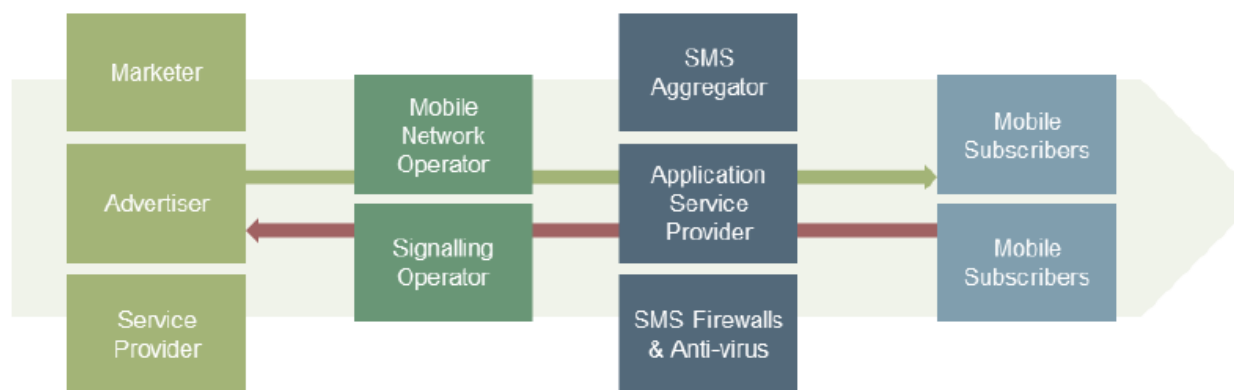 Marketer
Advertiser
Service
Provider
Mobile
Network
Operator
Signalling
Operator
SMS
Aggregator
Application
Service
Provider
SMS Firewalls
& Anti-virus
Mobile
Subscribers
Mobile
Subscribers